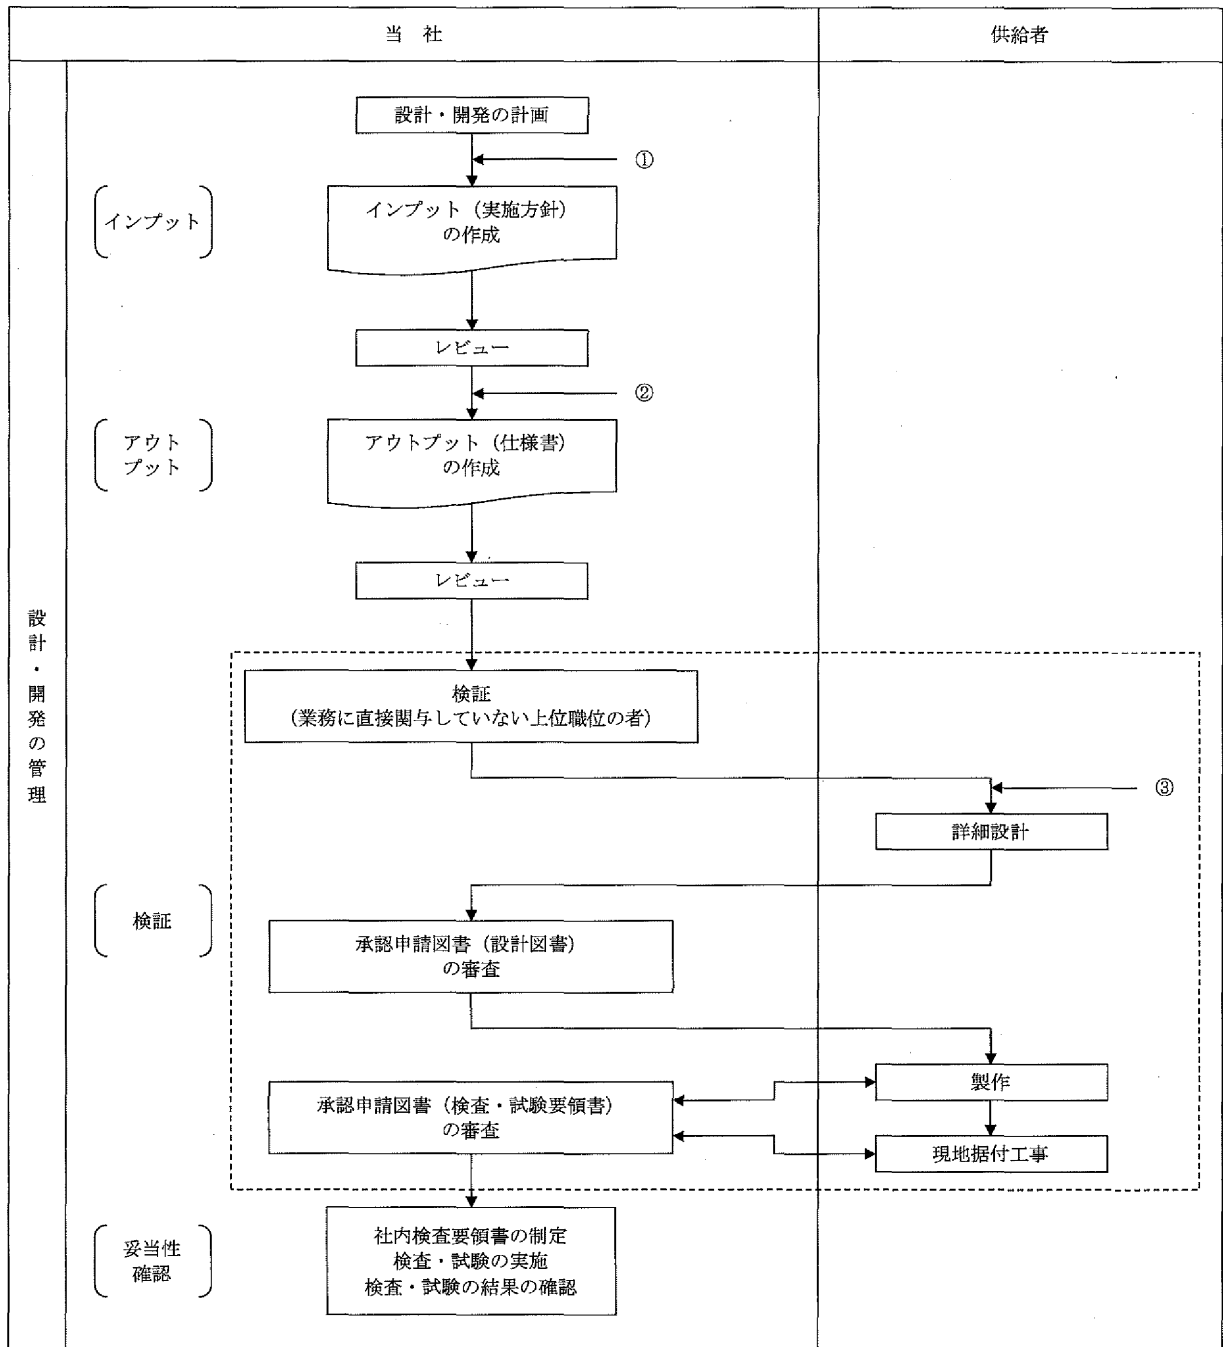 当 社
供給者
設計・開発の計画
①
インプット
インプット（実施方針）
の作成
レビュー
②
アウト
プット
アウトプット（仕様書）
の作成
レビュー
設計・開発の管理
検証
（業務に直接関与していない上位職位の者）
③
詳細設計
検証
承認申請図書（設計図書）
の審査
製作
承認申請図書（検査・試験要領書）
の審査
現地据付工事
妥当性
確認
社内検査要領書の制定
検査・試験の実施
検査・試験の結果の確認